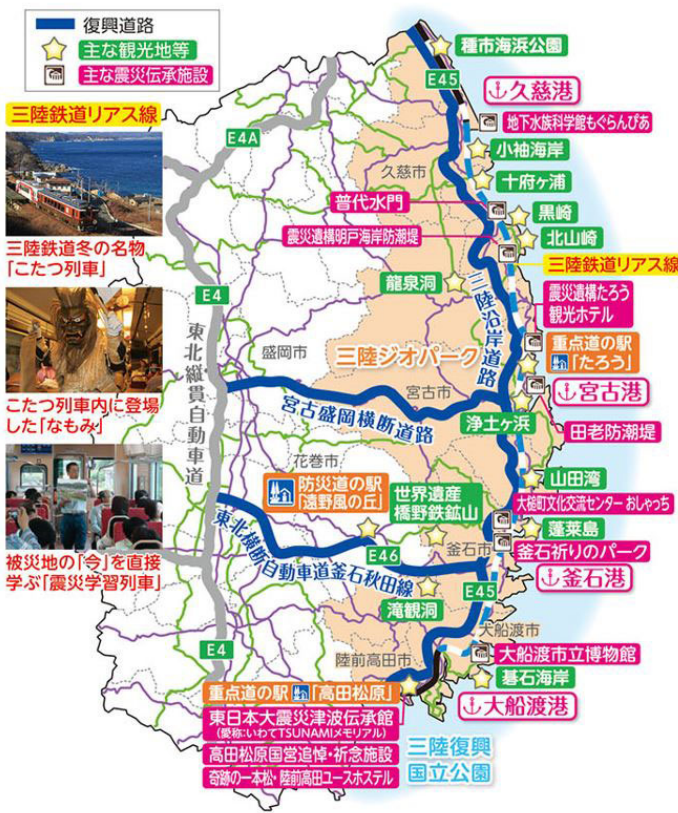 復興道路
主な観光地等
主な震災伝承施設
三陸鉄道リアス線
三陸鉄道冬の名物
「こたつ列車」
こたつ列車内に登場
した「なもみ」
被災地の「今」を直接
学ぶ「震災学習列車」
種市海浜公園
E45
久慈港
E4A
地下水族科学館もぐらんぴあ
小袖海岸
久慈市
十府ヶ浦
普代水門
黒崎
震災遺構明戸海岸防潮堤
北山崎
三陸鉄道リアス線
龍泉洞
E4
三陸沿岸道路
震災遺構たろう
観光ホテル
東北縦貫自動車道
盛岡市
三陸ジオパーク
重点道の駅
「たろう」
宮古市
宮古港
宮古盛岡横断道路
浄土ヶ浜
田老防潮堤
花巻市
防災道の駅
「遠野風の丘」
世界遺産
橋野鉄鉱山
山田湾
大槌町文化交流センター おしゃっち
蓬莱島
東北横断自動車道釜石秋田線
E46
釜石市
釜石祈りのパーク
釜石港
E45
滝観洞
大船渡市
E4
陸前高田市
大船渡市立博物館
碁石海岸
重点道の駅「高田松原」
大船渡港
東日本大震災津波伝承館
(愛称:いわてTSUNAMIメモリアル)
高田松原国営追悼・祈念施設
奇跡の一本松・陸前高田ユースホステル
三陸復興
国立公園